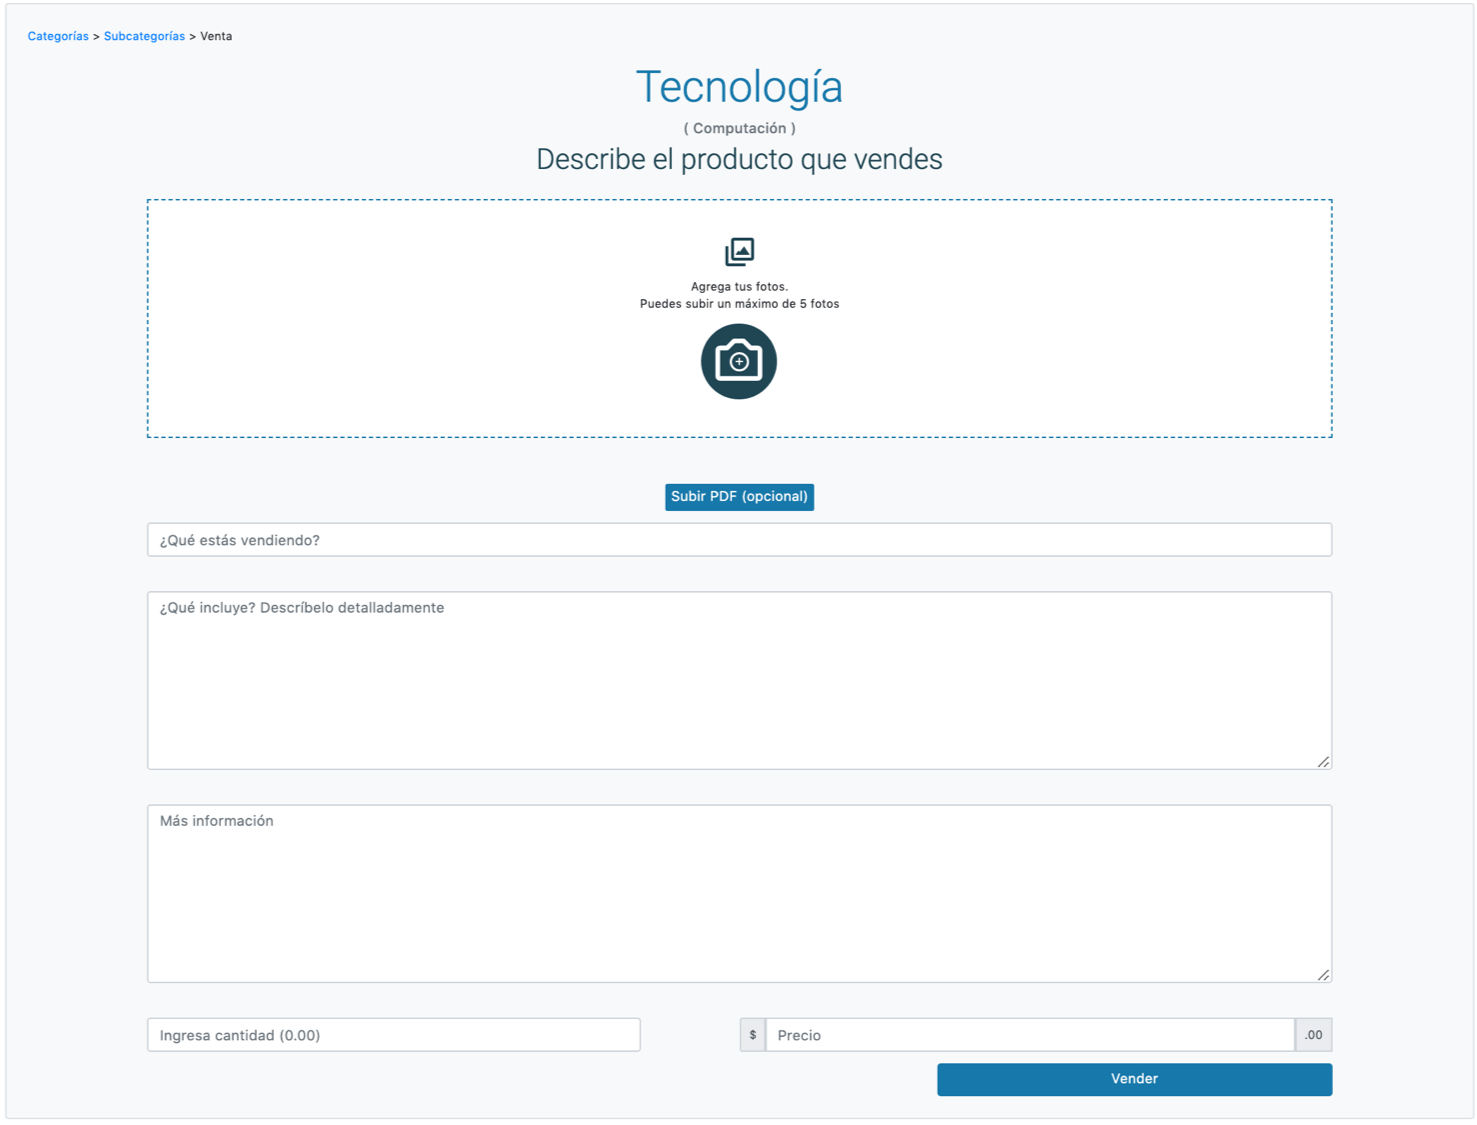 Categorías > Subcategorías > Venta
Tecnología
( Computación )
Describe el producto que vendes
Agrega tus fotos.
Puedes subir un máximo de 5 fotos
Subir PDF (opcional)
¿Qué estás vendiendo?
¿Qué incluye? Descríbelo detalladamente
Más información
Ingresa cantidad (0.00)
$ Precio .00
Vender